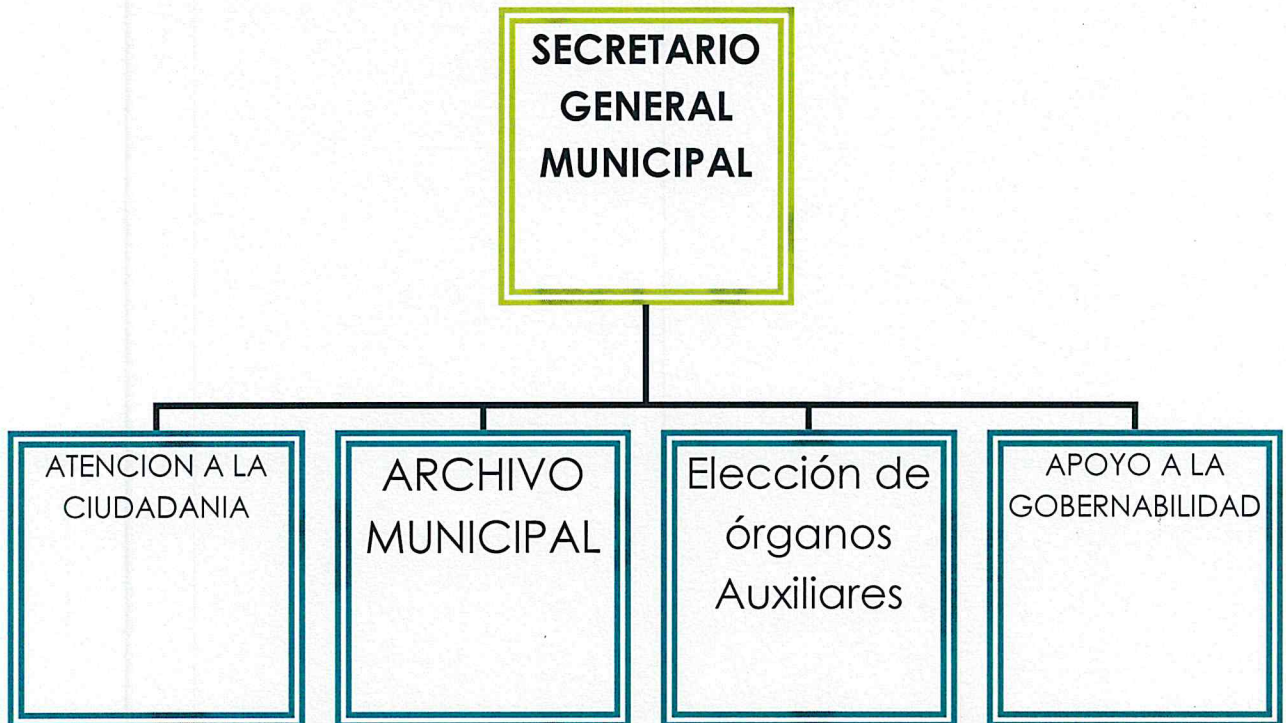 SECRETARIO
GENERAL
MUNICIPAL
ATENCION A LA
CIUDADANIA
ARCHIVO
MUNICIPAL
Elección de
órganos
Auxiliares
APOYO A LA
GOBERNABILIDAD